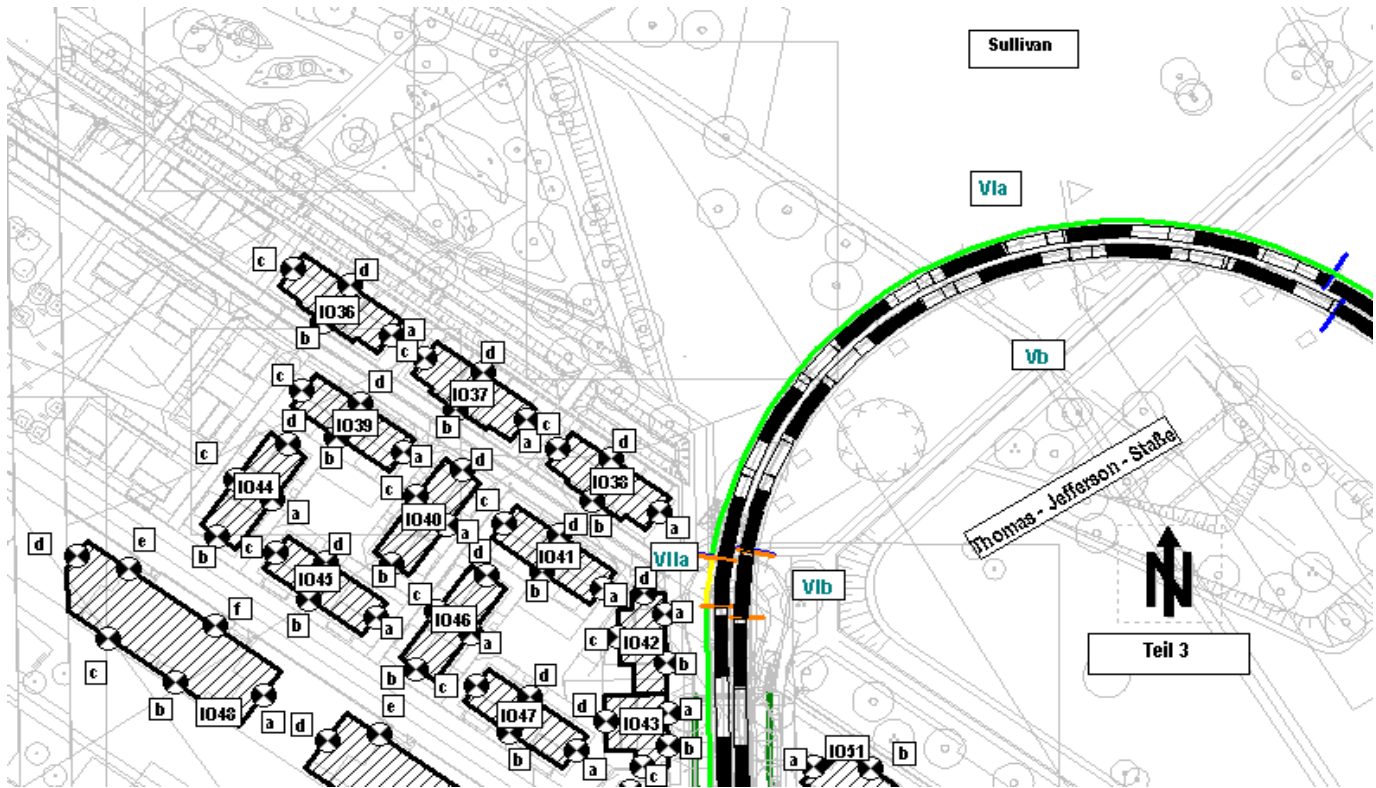 Sullivan
VIa
c
d
IO36
b
a
c
d
Vb
IO37
c
d
b
a
c
IO39
d
b
a
Thomas - Jefferson - Staße
c
d
IO38
b
a
c
IO44
a
b
c
d
IO40
a
b
c
d
IO41
b
a
VIIa
VIb
d
e
c
d
IO45
b
a
f
c
b
IO48
a
d
c
IO46
a
b
d
a
c
IO42
b
Teil 3
c
d
IO47
b
a
d
IO43
a
b
c
d
e
IO51
a
b
N